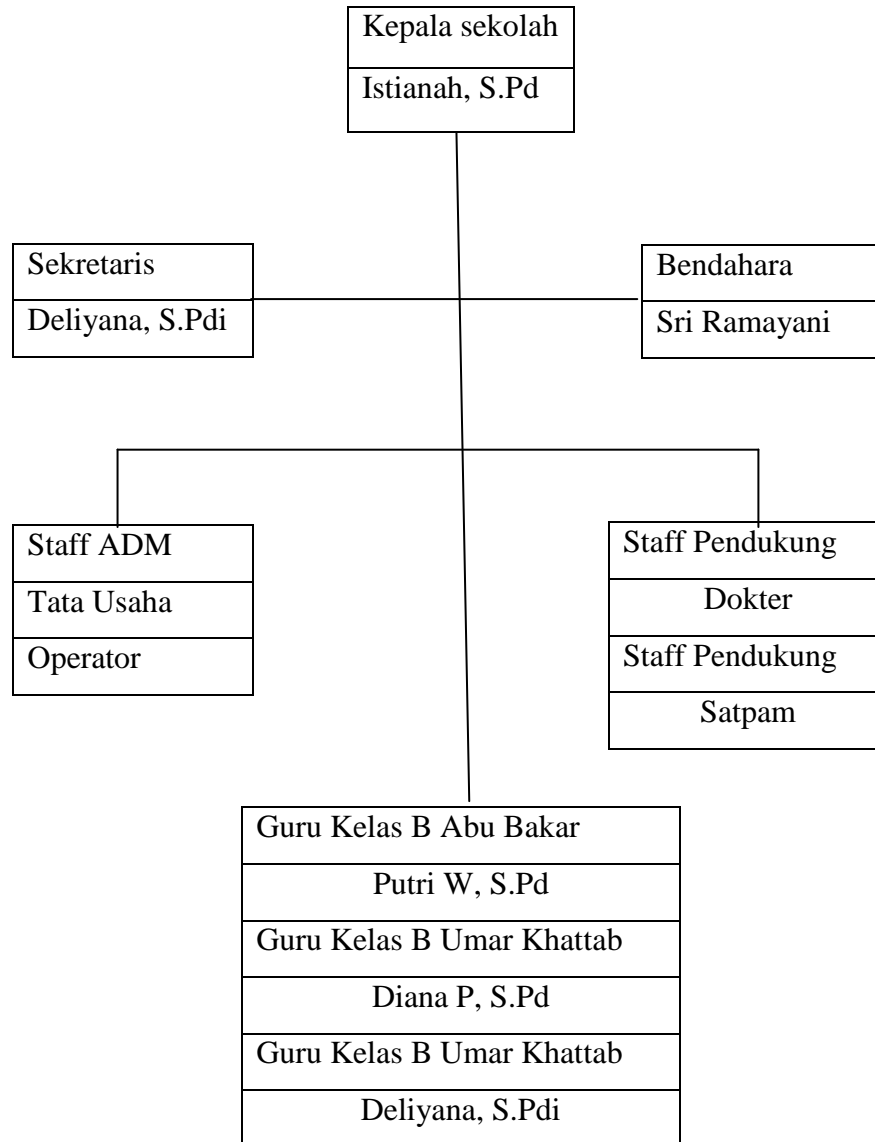 Kepala sekolah
Istianah, S.Pd
Sekretaris
Deliyana, S.Pdi
Bendahara
Sri Ramayani
Staff ADM
Tata Usaha
Operator
Staff Pendukung
Dokter
Staff Pendukung
Satpam
Guru Kelas B Abu Bakar
Putri W, S.Pd
Guru Kelas B Umar Khattab
Diana P, S.Pd
Guru Kelas B Umar Khattab
Deliyana, S.Pdi